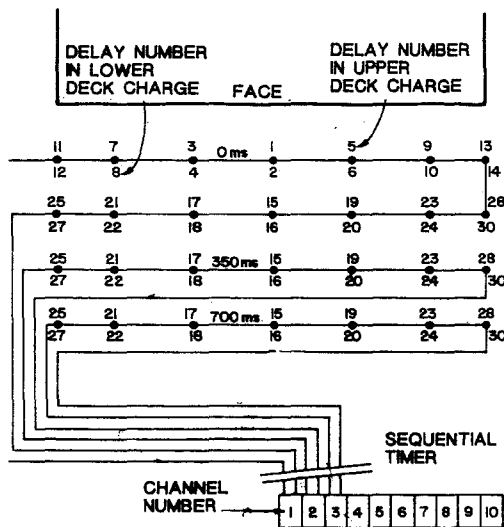 DELAY NUMBER
IN LOWER
DECK CHARGE
FACE
DELAY NUMBER
IN UPPER
DECK CHARGE
11 7 3 1 5 9 13
0 ms
12 8 4 2 6 10 14
25 21 17 15 19 23 28
27 22 18 16 20 24 30
25 21 17 350ms 15 19 23 28
27 22 18 16 20 24 30
25 21 17 700 ms 15 19 23 28
27 22 18 16 20 24 30
SEQUENTIAL
TIMER
CHANNEL
NUMBER
1 2 3 4 5 6 7 8 9 10